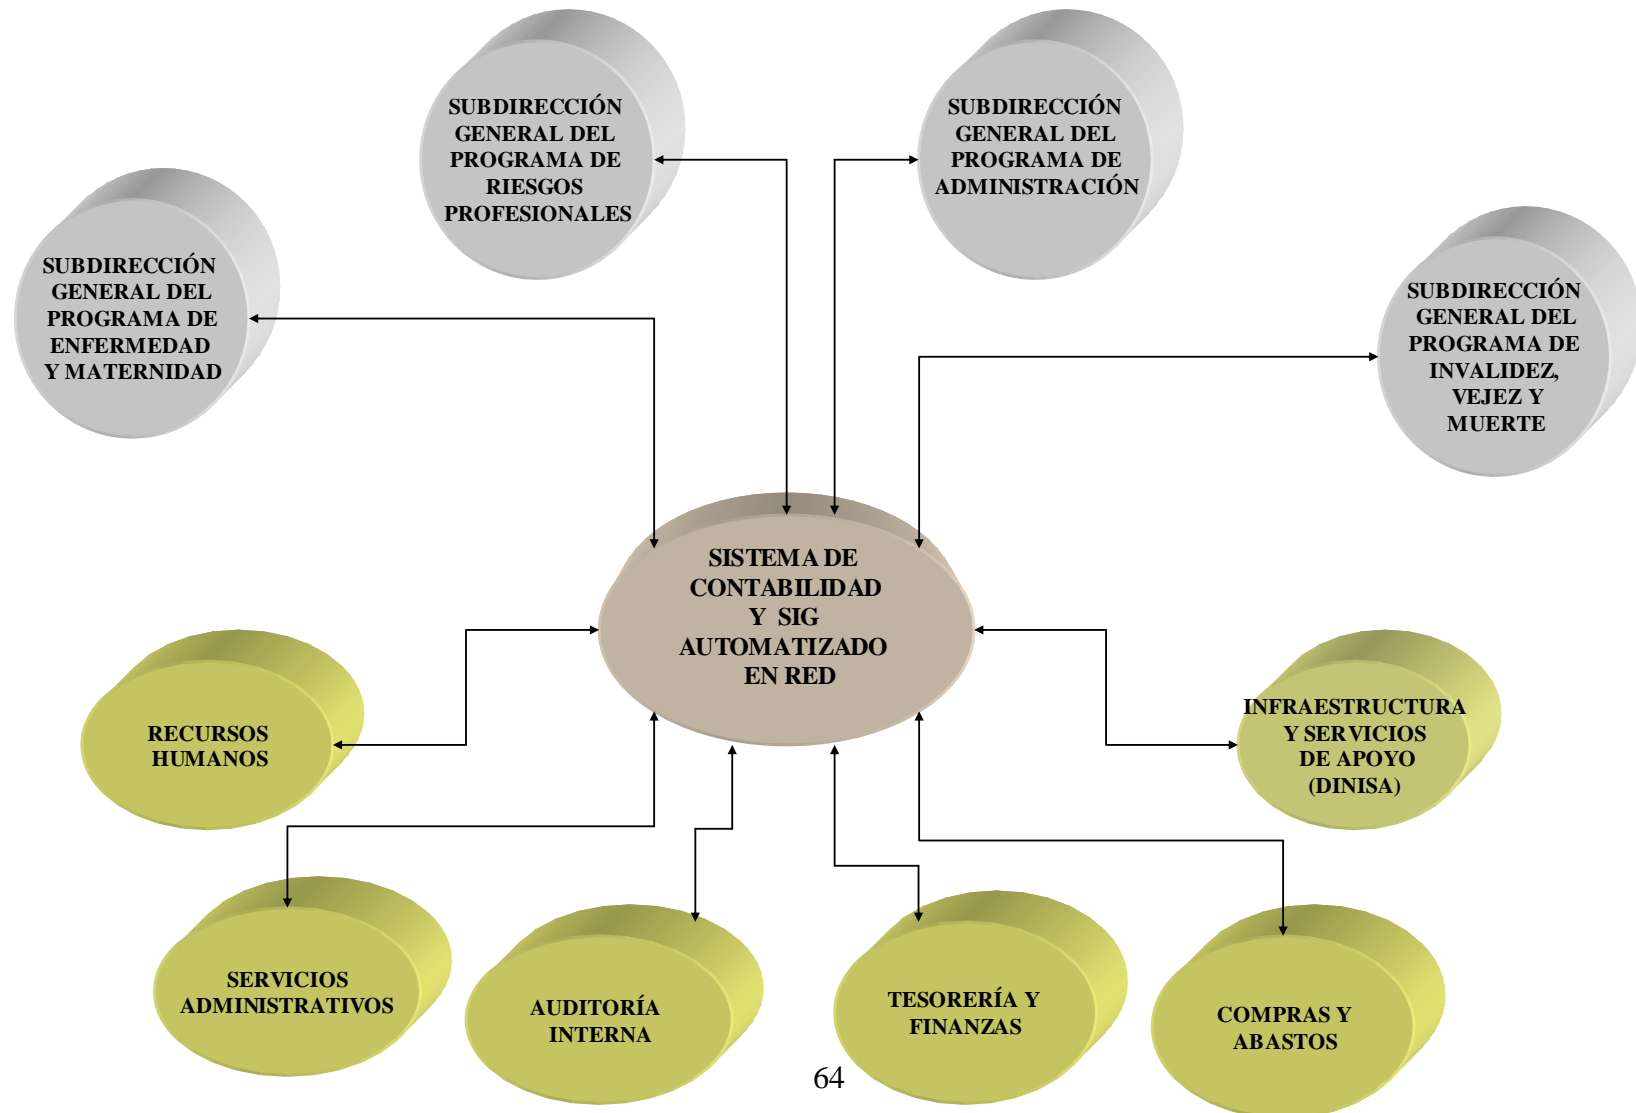 SUBDIRECCIÓN
GENERAL DEL
PROGRAMA DE
RIESGOS
PROFESIONALES
SUBDIRECCIÓN
GENERAL DEL
PROGRAMA DE
ADMINISTRACIÓN
SUBDIRECCIÓN
GENERAL DEL
PROGRAMA DE
ENFERMEDAD
Y MATERNIDAD
SUBDIRECCIÓN
GENERAL DEL
PROGRAMA DE
INVALIDEZ,
VEJEZ Y
MUERTE
SISTEMA DE
CONTABILIDAD
Y SIG
AUTOMATIZADO
EN RED
RECURSOS
HUMANOS
INFRAESTRUCTURA
Y SERVICIOS
DE APOYO
(DINISA)
SERVICIOS
ADMINISTRATIVOS
AUDITORÍA
INTERNA
TESORERÍA Y
FINANZAS
COMPRAS Y
ABASTOS
64